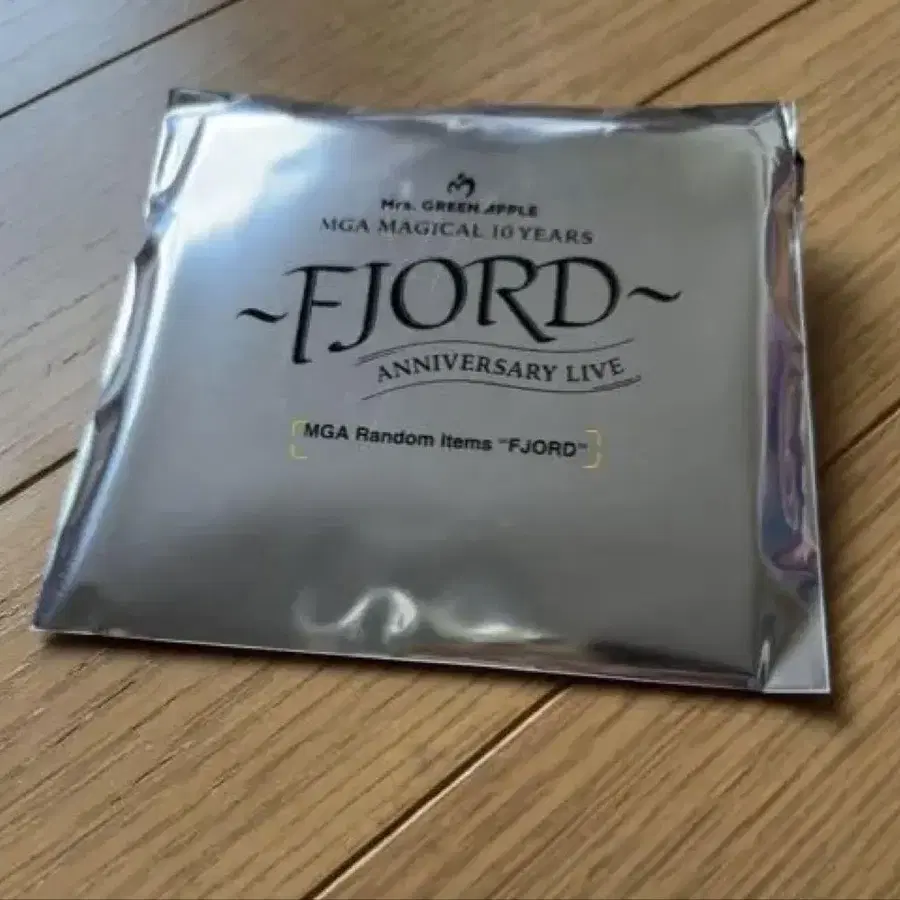 Mrs. GREEN APPLE
MGA MAGICAL 10 YEARS
~FJORD~
ANNIVERSARY LIVE
MGA Random Items "FJORD"